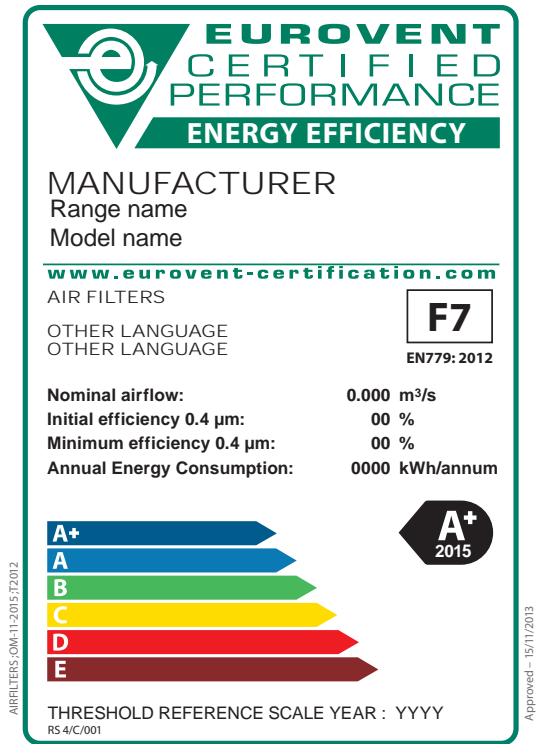 EUROVENT
CERTIFIED
PERFORMANCE
ENERGY EFFICIENCY
MANUFACTURER
Range name
Model name
www.eurovent-certification.com
AIR FILTERS
OTHER LANGUAGE
OTHER LANGUAGE
F7
EN779: 2012
Nominal airflow: 0.000 m³/s
Initial efficiency 0.4 µm: 00 %
Minimum efficiency 0.4 µm: 00 %
Annual Energy Consumption: 0000 kWh/annum
A+
2015
A+
A
B
C
D
E
THRESHOLD REFERENCE SCALE YEAR : YYYY
RS 4/C/001
AIRFILTERS ;OM-11-2015 ;T2012
Approved – 15/11/2013